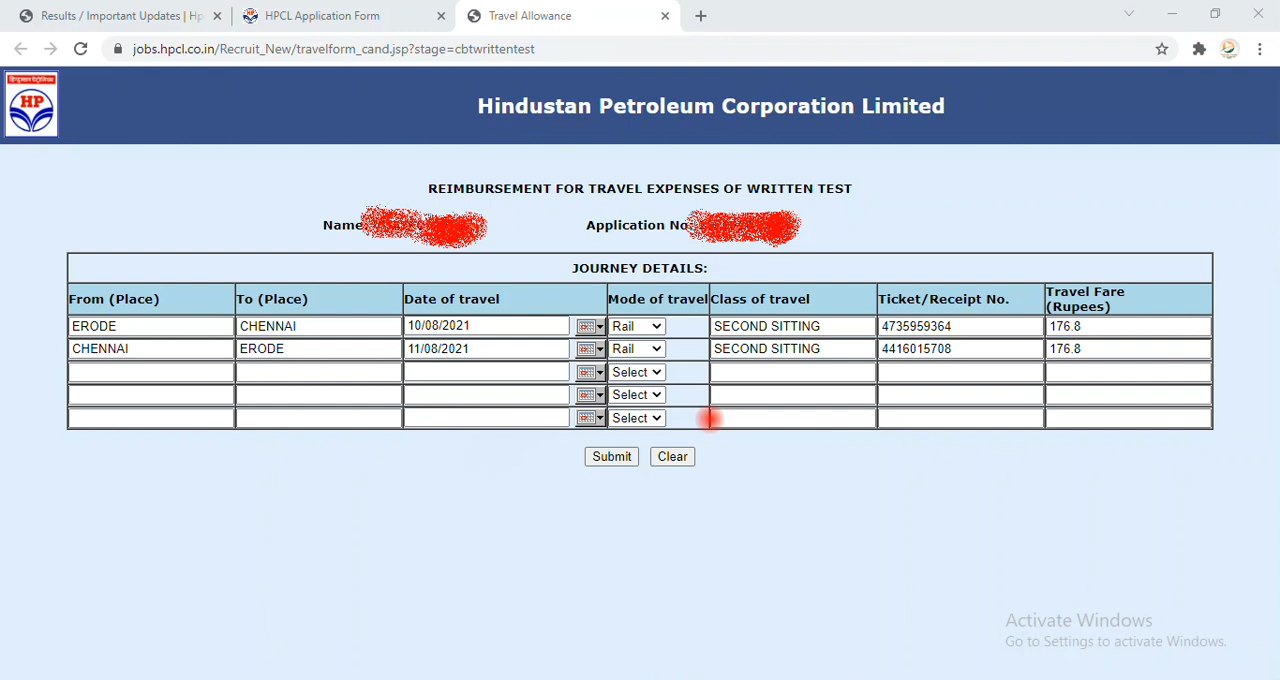 Results / Important Updates | Hp
HPCL Application Form
Travel Allowance
jobs.hpcl.co.in/Recruit_New/travelform_cand.jsp?stage=cbtwrittentest
हिन्दुस्तान पेट्रोलियम
HP
Hindustan Petroleum Corporation Limited
REIMBURSEMENT FOR TRAVEL EXPENSES OF WRITTEN TEST
Name
Application No
JOURNEY DETAILS:
From (Place) To (Place) Date of travel Mode of travel Class of travel Ticket/Receipt No. Travel Fare (Rupees)
ERODE CHENNAI 10/08/2021 Rail SECOND SITTING 4735959364 176.8
CHENNAI ERODE 11/08/2021 Rail SECOND SITTING 4416015708 176.8
Select
Select
Select
Submit Clear
Activate Windows
Go to Settings to activate Windows.